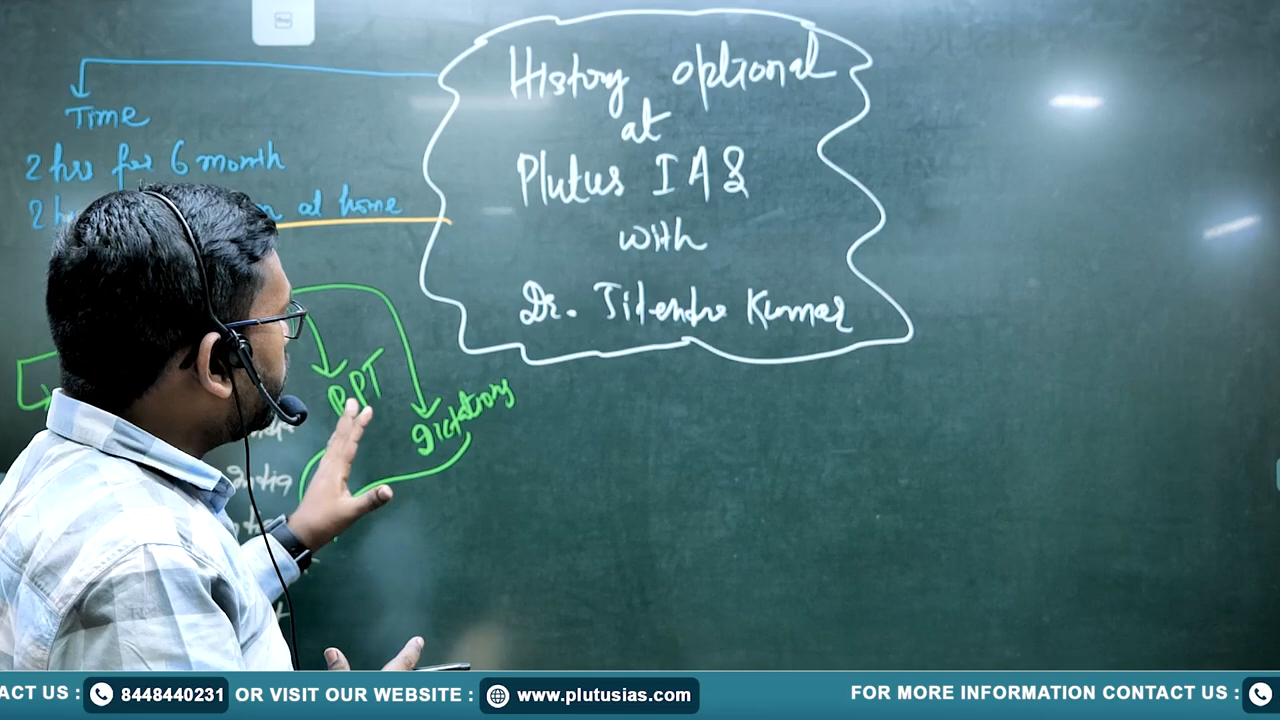 History optional
at
Plutus IAS
with
Dr. Jitendra Kumar
Time
2 hrs for 6 month
at home
PPT
ACT US : 8448440231 OR VISIT OUR WEBSITE : www.plutusias.com FOR MORE INFORMATION CONTACT US :